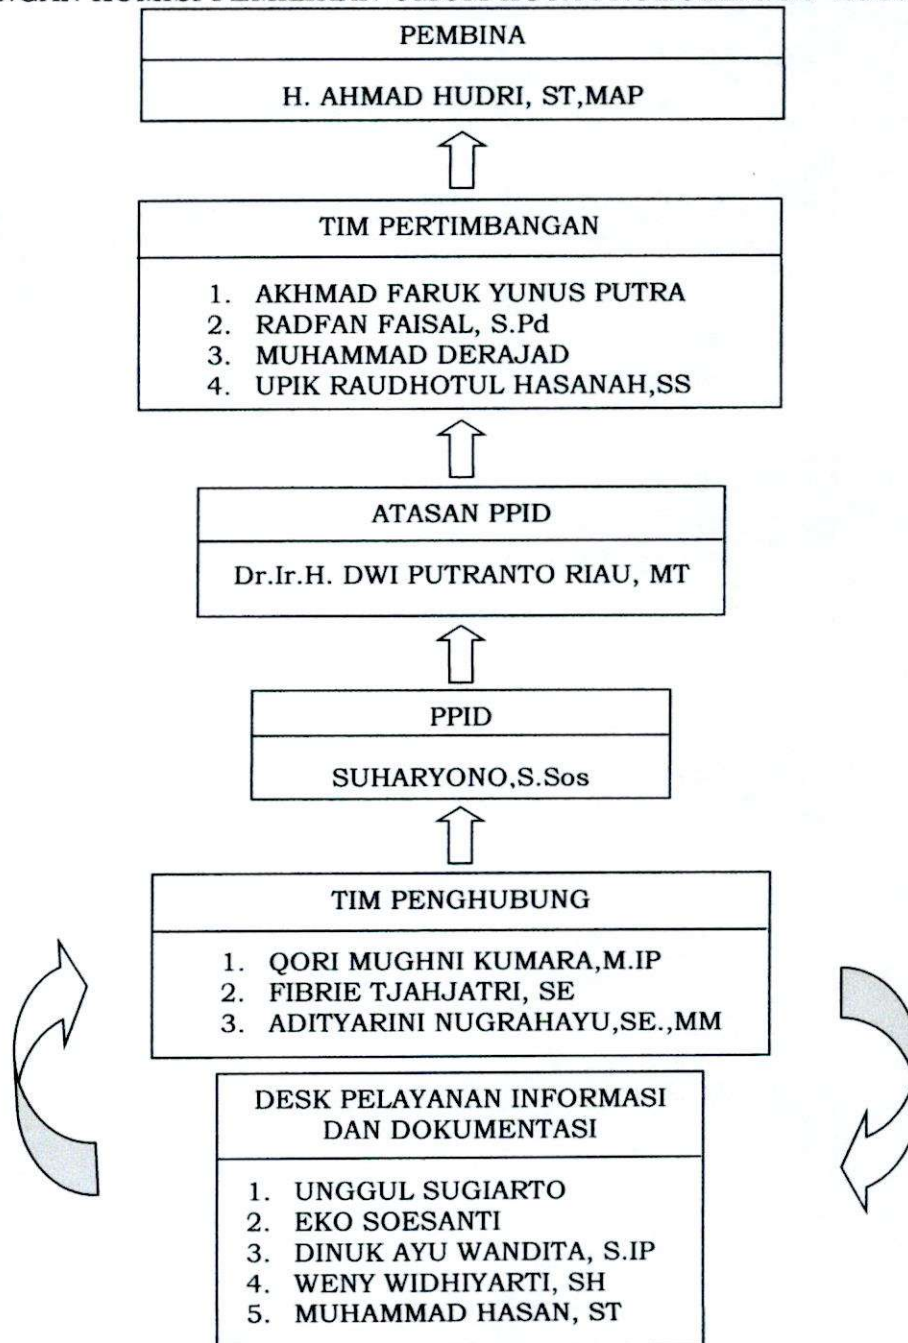 PEMBINA
H. AHMAD HUDRI, ST,MAP
TIM PERTIMBANGAN
1. AKHMAD FARUK YUNUS PUTRA
2. RADFAN FAISAL, S.Pd
3. MUHAMMAD DERAJAD
4. UPIK RAUDHOTUL HASANAH,SS
ATASAN PPID
Dr.Ir.H. DWI PUTRANTO RIAU, MT
PPID
SUHARYONO,S.Sos
TIM PENGHUBUNG
1. QORI MUGHNI KUMARA,M.IP
2. FIBRIE TJAHJATRI, SE
3. ADITYARINI NUGRAHAYU,SE.,MM
DESK PELAYANAN INFORMASI
DAN DOKUMENTASI
1. UNGGUL SUGIARTO
2. EKO SOESANTI
3. DINUK AYU WANDITA, S.IP
4. WENY WIDHIYARTI, SH
5. MUHAMMAD HASAN, ST